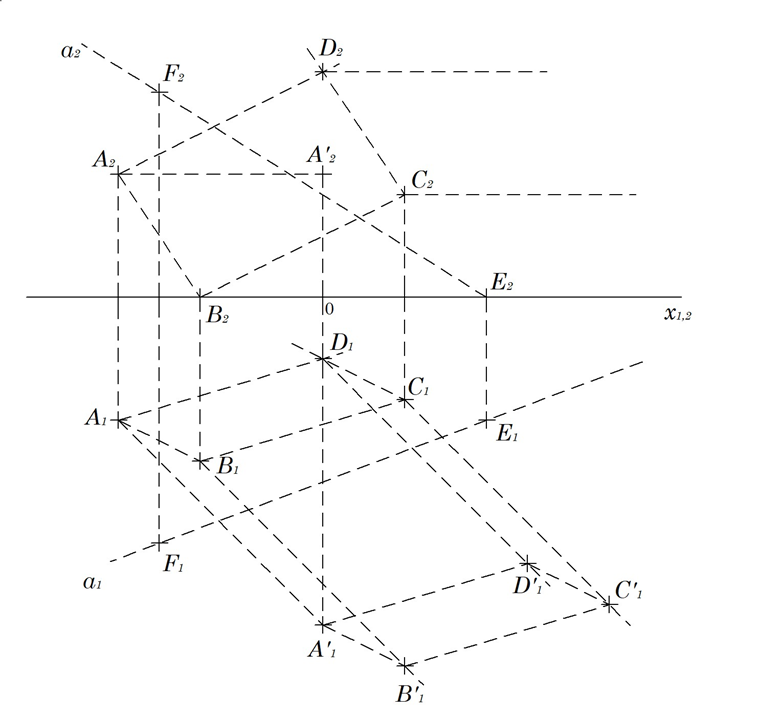 a₂
F₂
D₂
A₂
A'₂
C₂
E₂
B₂
0
x₁,₂
D₁
C₁
A₁
E₁
B₁
F₁
a₁
D'₁
C'₁
A'₁
B'₁